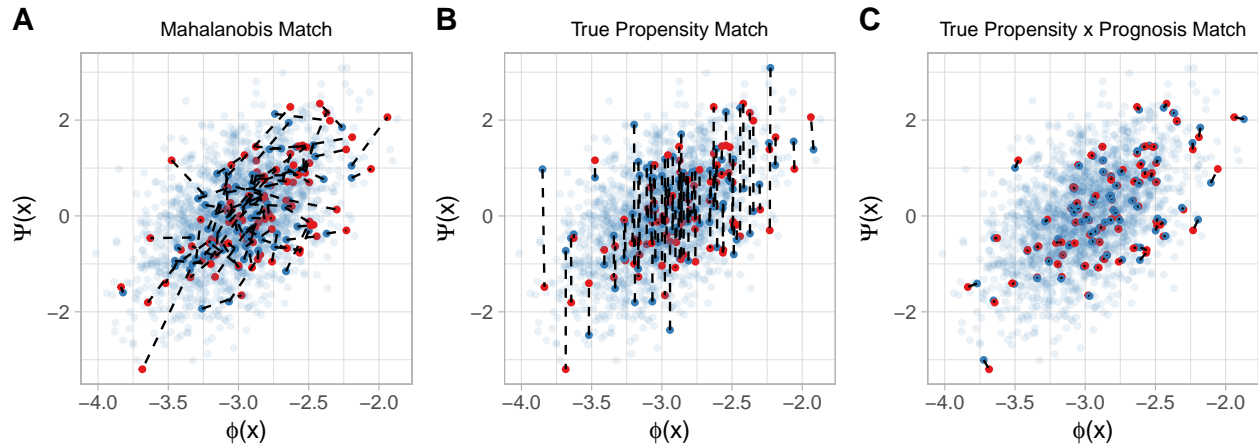 A
Mahalanobis Match
Ψ(x)
2
0
−2
−4.0 −3.5 −3.0 −2.5 −2.0
ϕ(x)
B
True Propensity Match
Ψ(x)
2
0
−2
−4.0 −3.5 −3.0 −2.5 −2.0
ϕ(x)
C
True Propensity x Prognosis Match
Ψ(x)
2
0
−2
−4.0 −3.5 −3.0 −2.5 −2.0
ϕ(x)